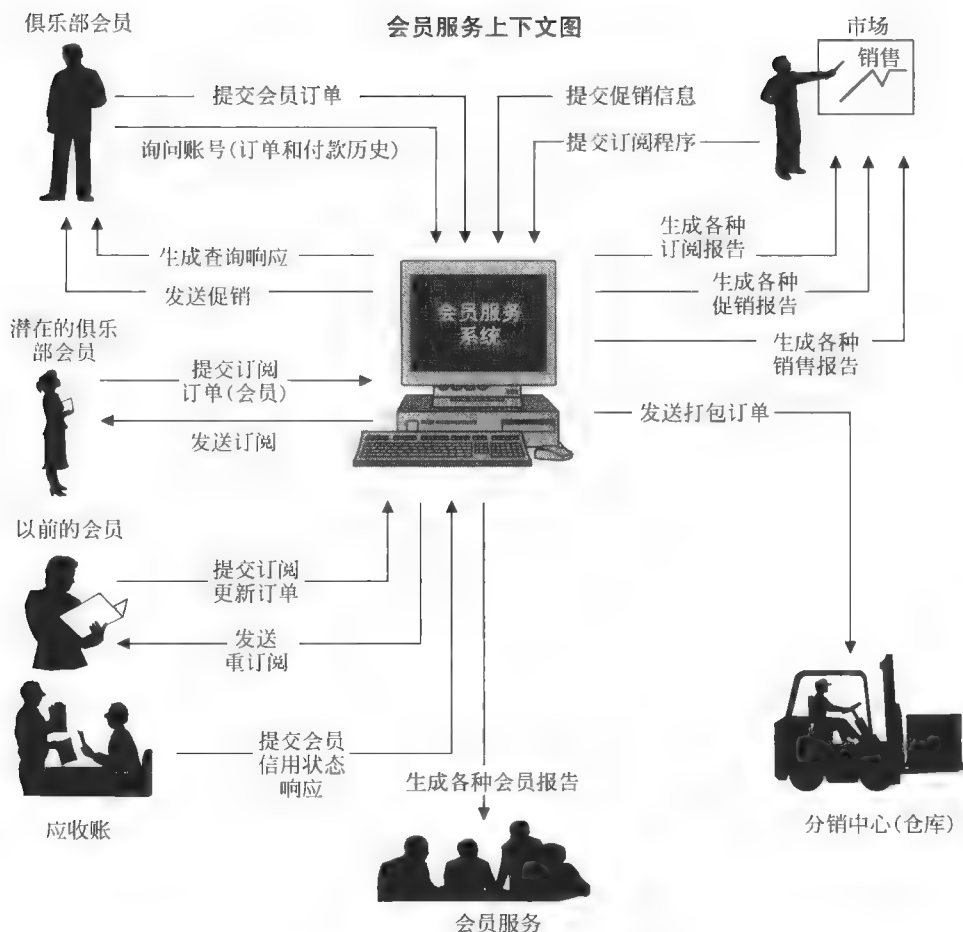 俱乐部会员
会员服务上下文图
市场
销售
提交会员订单
提交促销信息
询问账号(订单和付款历史)
提交订阅程序
生成各种
订阅报告
生成查询响应
发送促销
生成各种
促销报告
会员服务
系统
生成各种
销售报告
潜在的俱乐
部会员
提交订阅
订单(会员)
发送订阅
发送打包订单
以前的会员
提交订阅
更新订单
发送
重订阅
提交会员
信用状态
响应
应收账
生成各种会员报告
分销中心(仓库)
会员服务